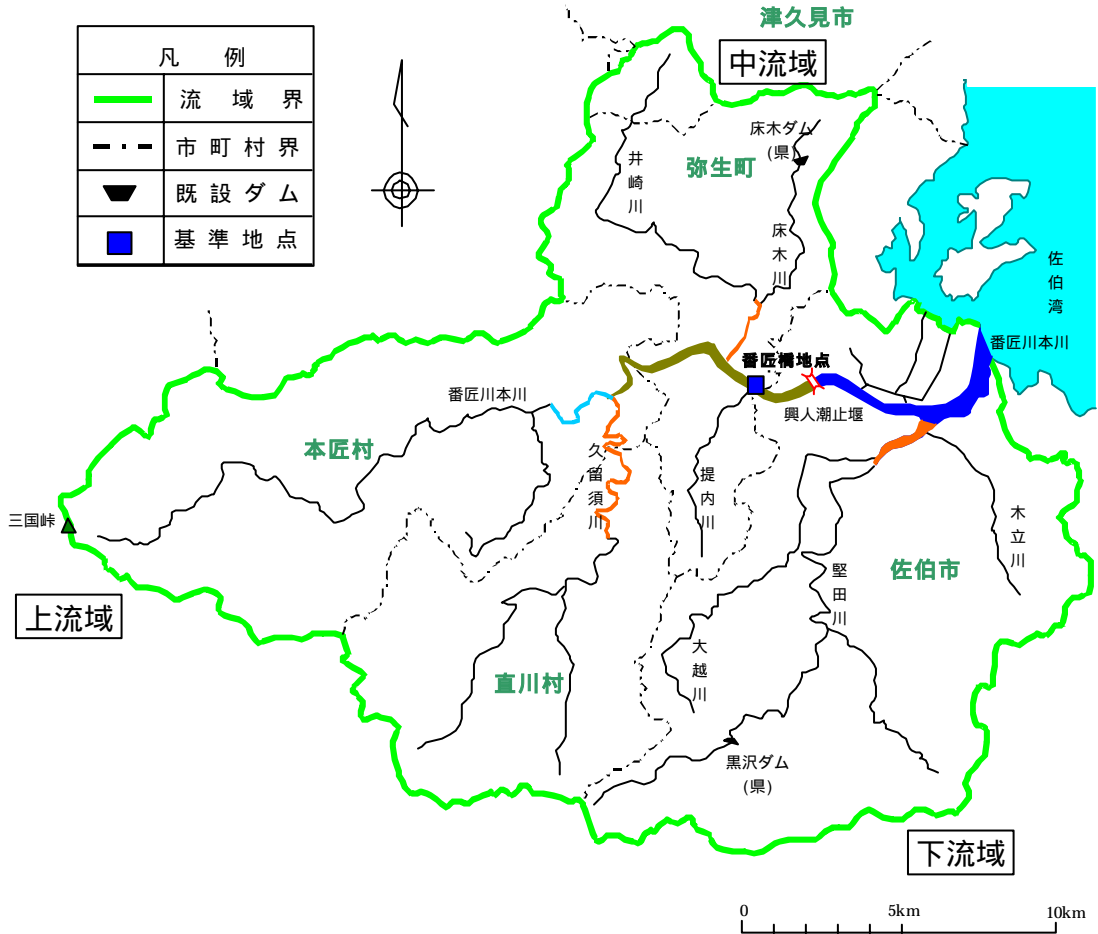 津久見市
中流域
凡 例
流 域 界
市 町 村 界
既 設 ダ ム
基 準 地 点
床木ダム
(県)
弥生町
井崎川
床木川
佐伯湾
番匠川本川
番匠橋地点
興人潮止堰
番匠川本川
本匠村
久留須川
提内川
三国峠
木立川
堅田川
佐伯市
上流域
大越川
直川村
黒沢ダム
(県)
下流域
0 5km 10km